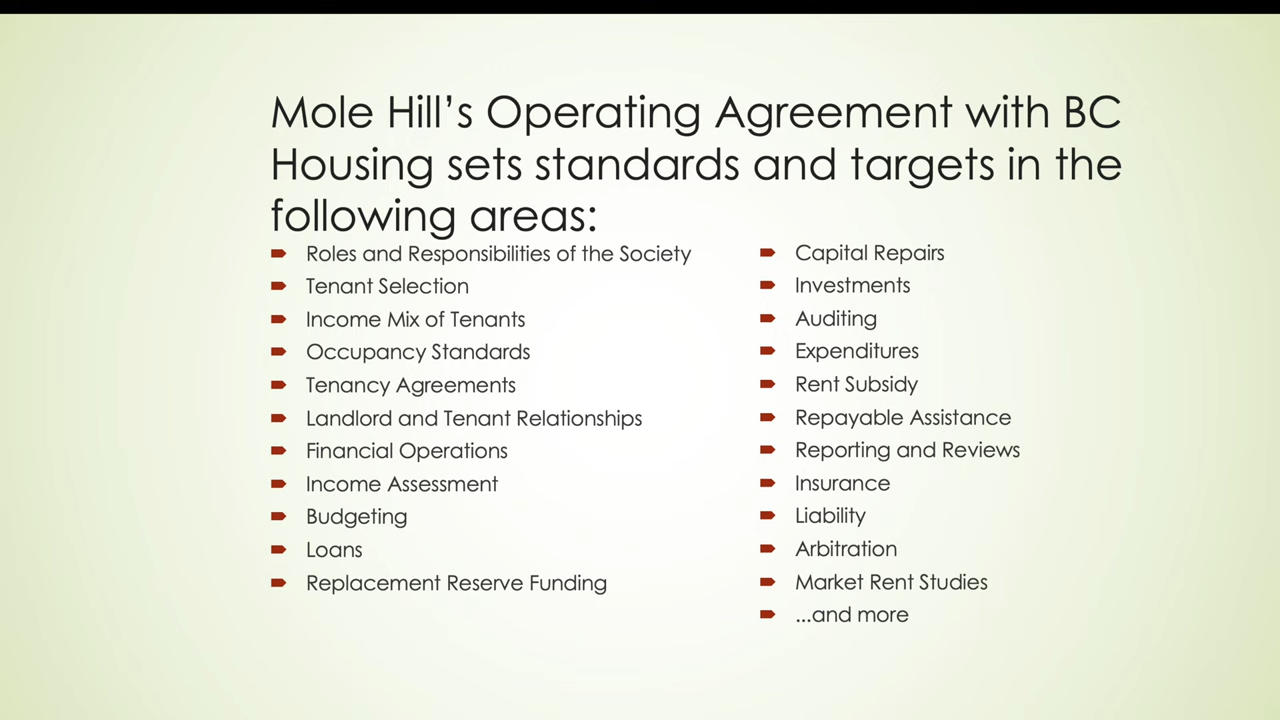 Mole Hill’s Operating Agreement with BC
Housing sets standards and targets in the
following areas:
Roles and Responsibilities of the Society
Tenant Selection
Income Mix of Tenants
Occupancy Standards
Tenancy Agreements
Landlord and Tenant Relationships
Financial Operations
Income Assessment
Budgeting
Loans
Replacement Reserve Funding
Capital Repairs
Investments
Auditing
Expenditures
Rent Subsidy
Repayable Assistance
Reporting and Reviews
Insurance
Liability
Arbitration
Market Rent Studies
...and more